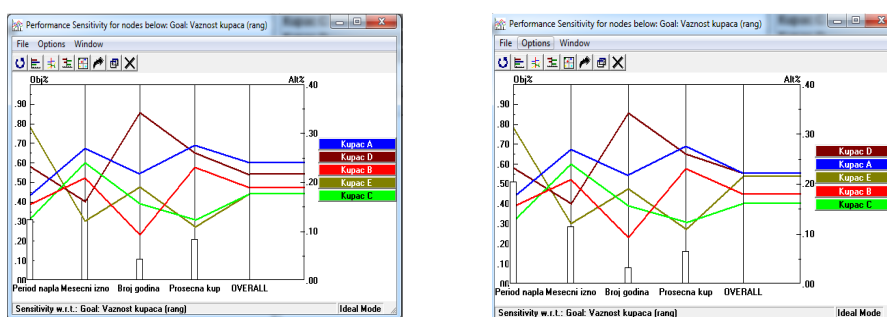 Performance Sensitivity for nodes below: Goal: Vaznost kupaca (rang)
File Options Window
Obj% Alt%
.40
.90
.80
.30
.70
Kupac A
.60
Kupac D
Kupac B
.50
.20
Kupac E
.40
Kupac C
.30
.20
.10
.10
.00 .00
Period napla Mesecni izno Broj godina Prosecna kup OVERALL
Sensitivity w.r.t.: Goal: Vaznost kupaca (rang) Ideal Mode
Performance Sensitivity for nodes below: Goal: Vaznost kupaca (rang)
File Options Window
Obj% Alt%
.40
.90
.80
.30
.70
Kupac D
.60
Kupac A
Kupac E
.50
.20
Kupac B
.40
Kupac C
.30
.10
.20
.10
.00 .00
Period napla Mesecni izno Broj godina Prosecna kup OVERALL
Sensitivity w.r.t.: Goal: Vaznost kupaca (rang) Ideal Mode